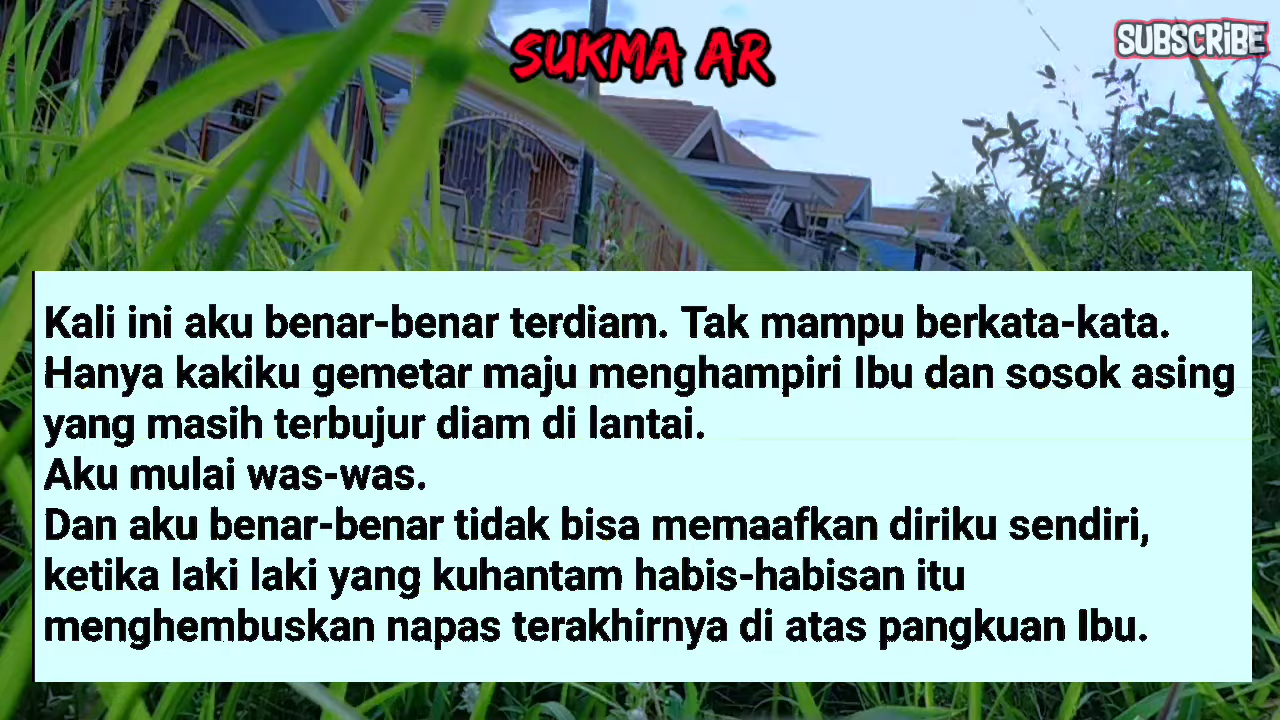 SUKMA AR
SUBSCRiBE
Kali ini aku benar-benar terdiam. Tak mampu berkata-kata.
Hanya kakiku gemetar maju menghampiri Ibu dan sosok asing
yang masih terbujur diam di lantai.
Aku mulai was-was.
Dan aku benar-benar tidak bisa memaafkan diriku sendiri,
ketika laki laki yang kuhantam habis-habisan itu
menghembuskan napas terakhirnya di atas pangkuan Ibu.